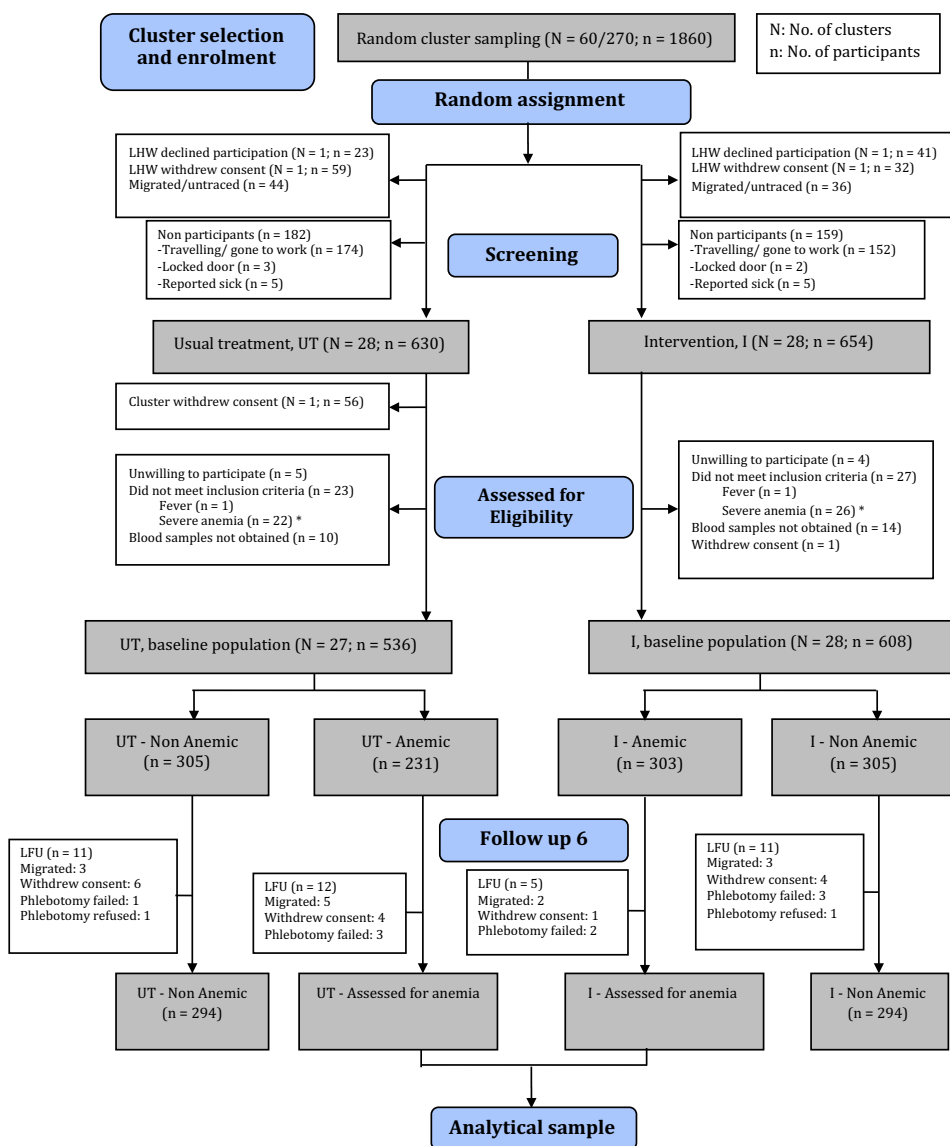 Cluster selection
and enrolment
Random cluster sampling (N = 60/270; n = 1860)
N: No. of clusters
n: No. of participants
Random assignment
LHW declined participation (N = 1; n = 23)
LHW withdrew consent (N = 1; n = 59)
Migrated/untraced (n = 44)
LHW declined participation (N = 1; n = 41)
LHW withdrew consent (N = 1; n = 32)
Migrated/untraced (n = 36)
Non participants (n = 182)
-Travelling/ gone to work (n = 174)
-Locked door (n = 3)
-Reported sick (n = 5)
Screening
Non participants (n = 159)
-Travelling/ gone to work (n = 152)
-Locked door (n = 2)
-Reported sick (n = 5)
Usual treatment, UT (N = 28; n = 630)
Intervention, I (N = 28; n = 654)
Cluster withdrew consent (N = 1; n = 56)
Unwilling to participate (n = 5)
Did not meet inclusion criteria (n = 23)
Fever (n = 1)
Severe anemia (n = 22) *
Blood samples not obtained (n = 10)
Assessed for
Eligibility
Unwilling to participate (n = 4)
Did not meet inclusion criteria (n = 27)
Fever (n = 1)
Severe anemia (n = 26) *
Blood samples not obtained (n = 14)
Withdrew consent (n = 1)
UT, baseline population (N = 27; n = 536)
I, baseline population (N = 28; n = 608)
UT - Non Anemic
(n = 305)
UT - Anemic
(n = 231)
I - Anemic
(n = 303)
I - Non Anemic
(n = 305)
Follow up 6
LFU (n = 11)
Migrated: 3
Withdrew consent: 6
Phlebotomy failed: 1
Phlebotomy refused: 1
LFU (n = 12)
Migrated: 5
Withdrew consent: 4
Phlebotomy failed: 3
LFU (n = 5)
Migrated: 2
Withdrew consent: 1
Phlebotomy failed: 2
LFU (n = 11)
Migrated: 3
Withdrew consent: 4
Phlebotomy failed: 3
Phlebotomy refused: 1
UT - Non Anemic
(n = 294)
UT - Assessed for anemia
I - Assessed for anemia
I - Non Anemic
(n = 294)
Analytical sample